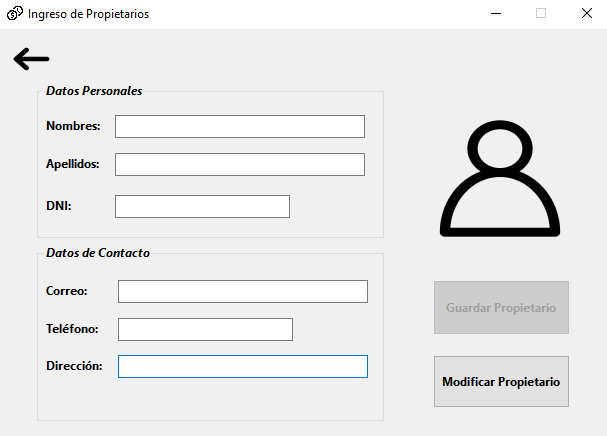 Ingreso de Propietarios
Datos Personales
Nombres:
Apellidos:
DNI:
Datos de Contacto
Correo:
Teléfono:
Dirección:
Guardar Propietario
Modificar Propietario